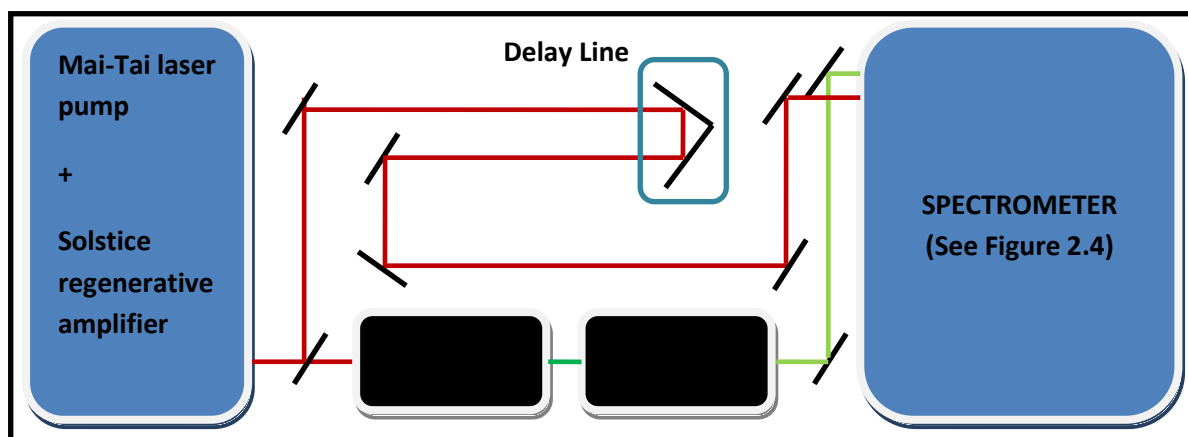 Mai-Tai laser
pump
+
Solstice
regenerative
amplifier
Delay Line
SPECTROMETER
(See Figure 2.4)